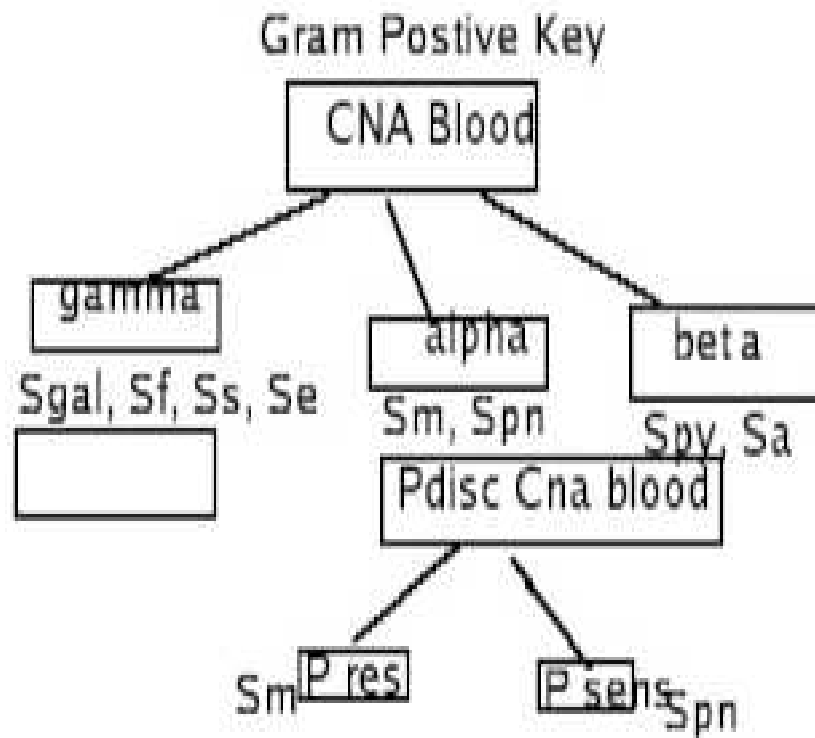 Gram Postive Key
CNA Blood
gamma
alpha
beta
Sgal, Sf, Ss, Se
Sm, Spn
Spy, Sa
Pdisc Cna blood
Sm
P res
P sens
Spn